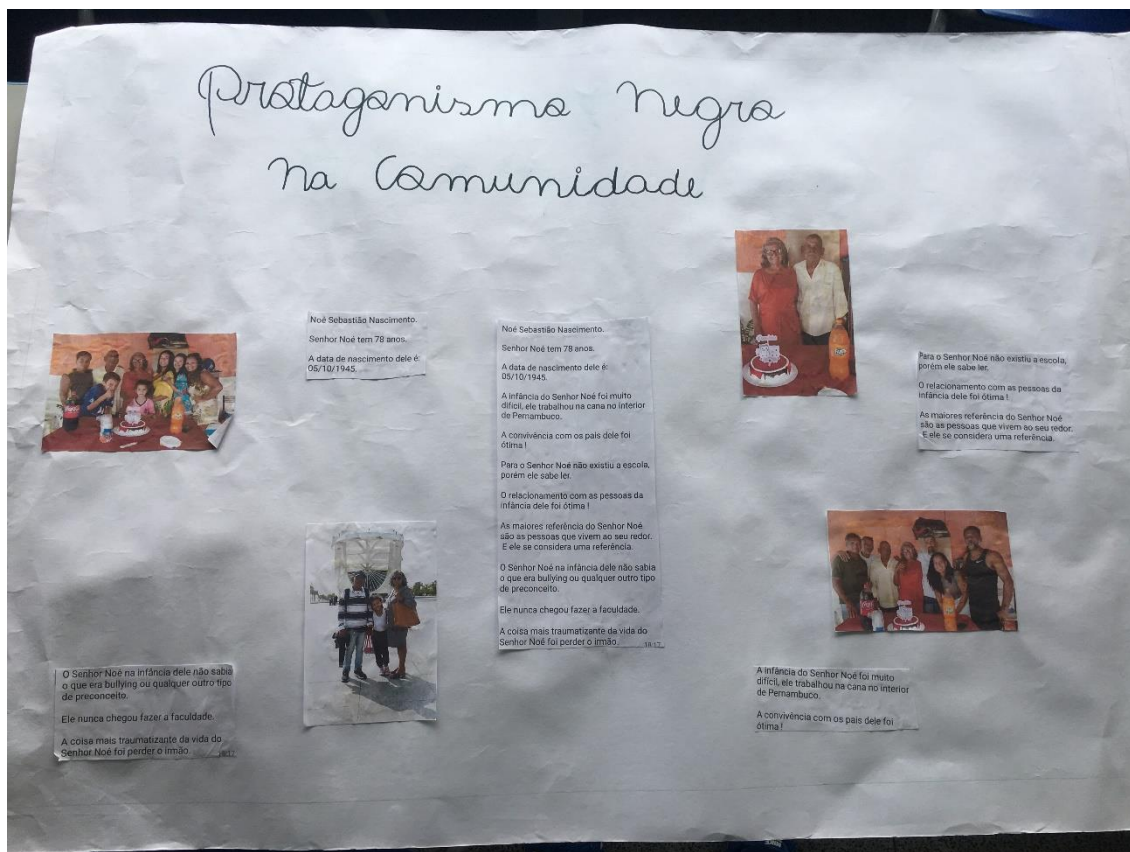 Protagonismo Negro
na Comunidade
Noé Sebastião Nascimento.
Senhor Noé tem 78 anos.
A data de nascimento dele é:
05/10/1945.
Noé Sebastião Nascimento.
Senhor Noé tem 78 anos.
A data de nascimento dele é:
05/10/1945.
A infância do Senhor Noé foi muito
difícil, ele trabalhou na cana no interior
de Pernambuco.
A convivência com os pais dele foi
ótima !
Para o Senhor Noé não existiu a escola,
porém ele sabe ler.
O relacionamento com as pessoas da
infância dele foi ótima !
As maiores referência do Senhor Noé
são as pessoas que vivem ao seu redor.
E ele se considera uma referência.
O Senhor Noé na infância dele não sabia
o que era bullying ou qualquer outro tipo
de preconceito.
Ele nunca chegou fazer a faculdade.
A coisa mais traumatizante da vida do
Senhor Noé foi perder o irmão.
18:17
Para o Senhor Noé não existiu a escola,
porém ele sabe ler.
O relacionamento com as pessoas da
infância dele foi ótima !
As maiores referência do Senhor Noé
são as pessoas que vivem ao seu redor.
E ele se considera uma referência.
O Senhor Noé na infância dele não sabia
o que era bullying ou qualquer outro tipo
de preconceito.
Ele nunca chegou fazer a faculdade.
A coisa mais traumatizante da vida do
Senhor Noé foi perder o irmão.
18:17
A infância do Senhor Noé foi muito
difícil, ele trabalhou na cana no interior
de Pernambuco.
A convivência com os pais dele foi
ótima !